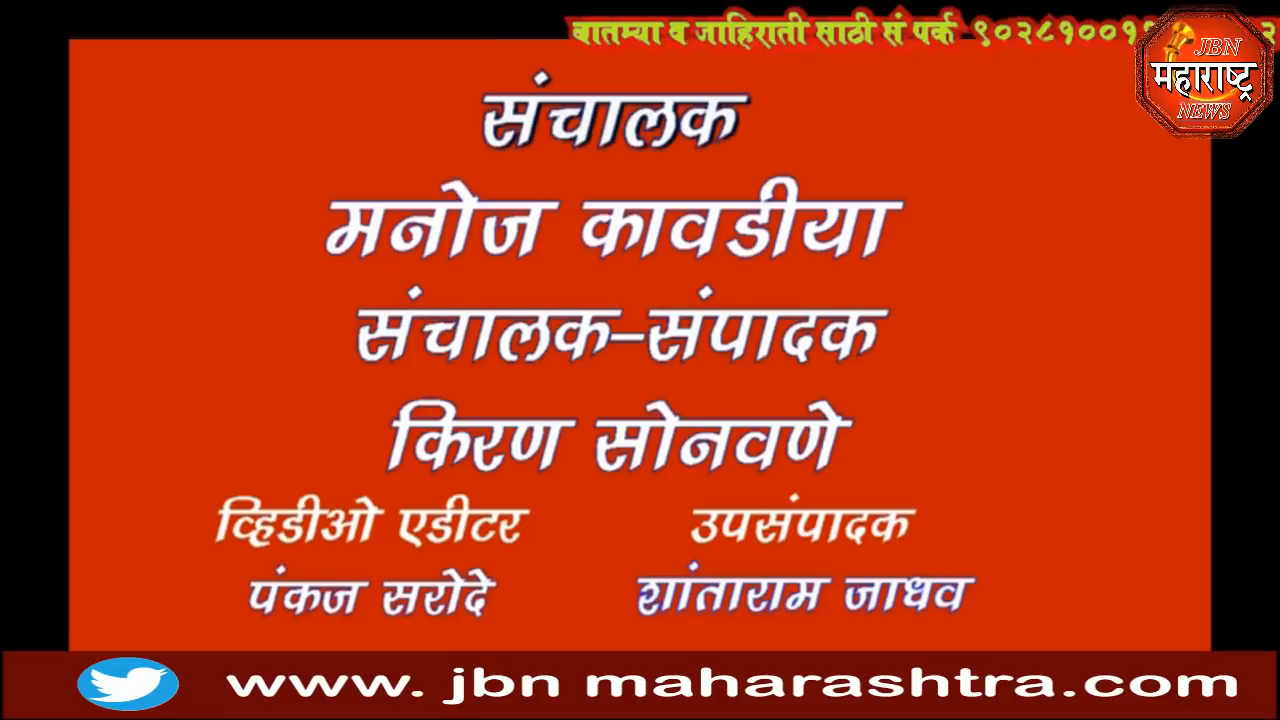 बातम्या व जाहिराती साठी सं पर्क ९०२८१००१
JBN
महाराष्ट्र
NEWS
संचालक
मनोज कावडीया
संचालक-संपादक
किरण सोनवणे
व्हिडीओ एडीटर उपसंपादक
पंकज सरोदे शांताराम जाधव
www. jbn maharashtra.com